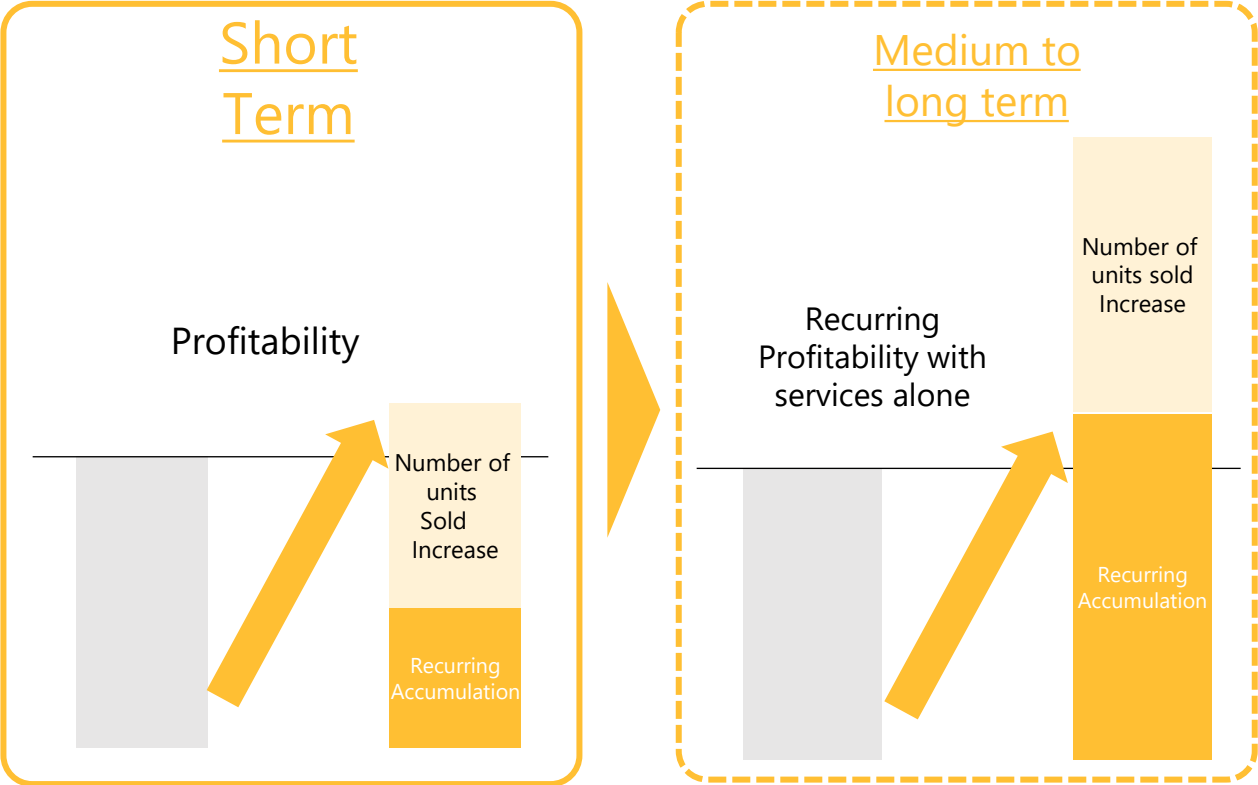 Short
Term
Profitability
Number of
units
Sold
Increase
Recurring
Accumulation
Medium to
long term
Recurring
Profitability with
services alone
Number of
units sold
Increase
Recurring
Accumulation